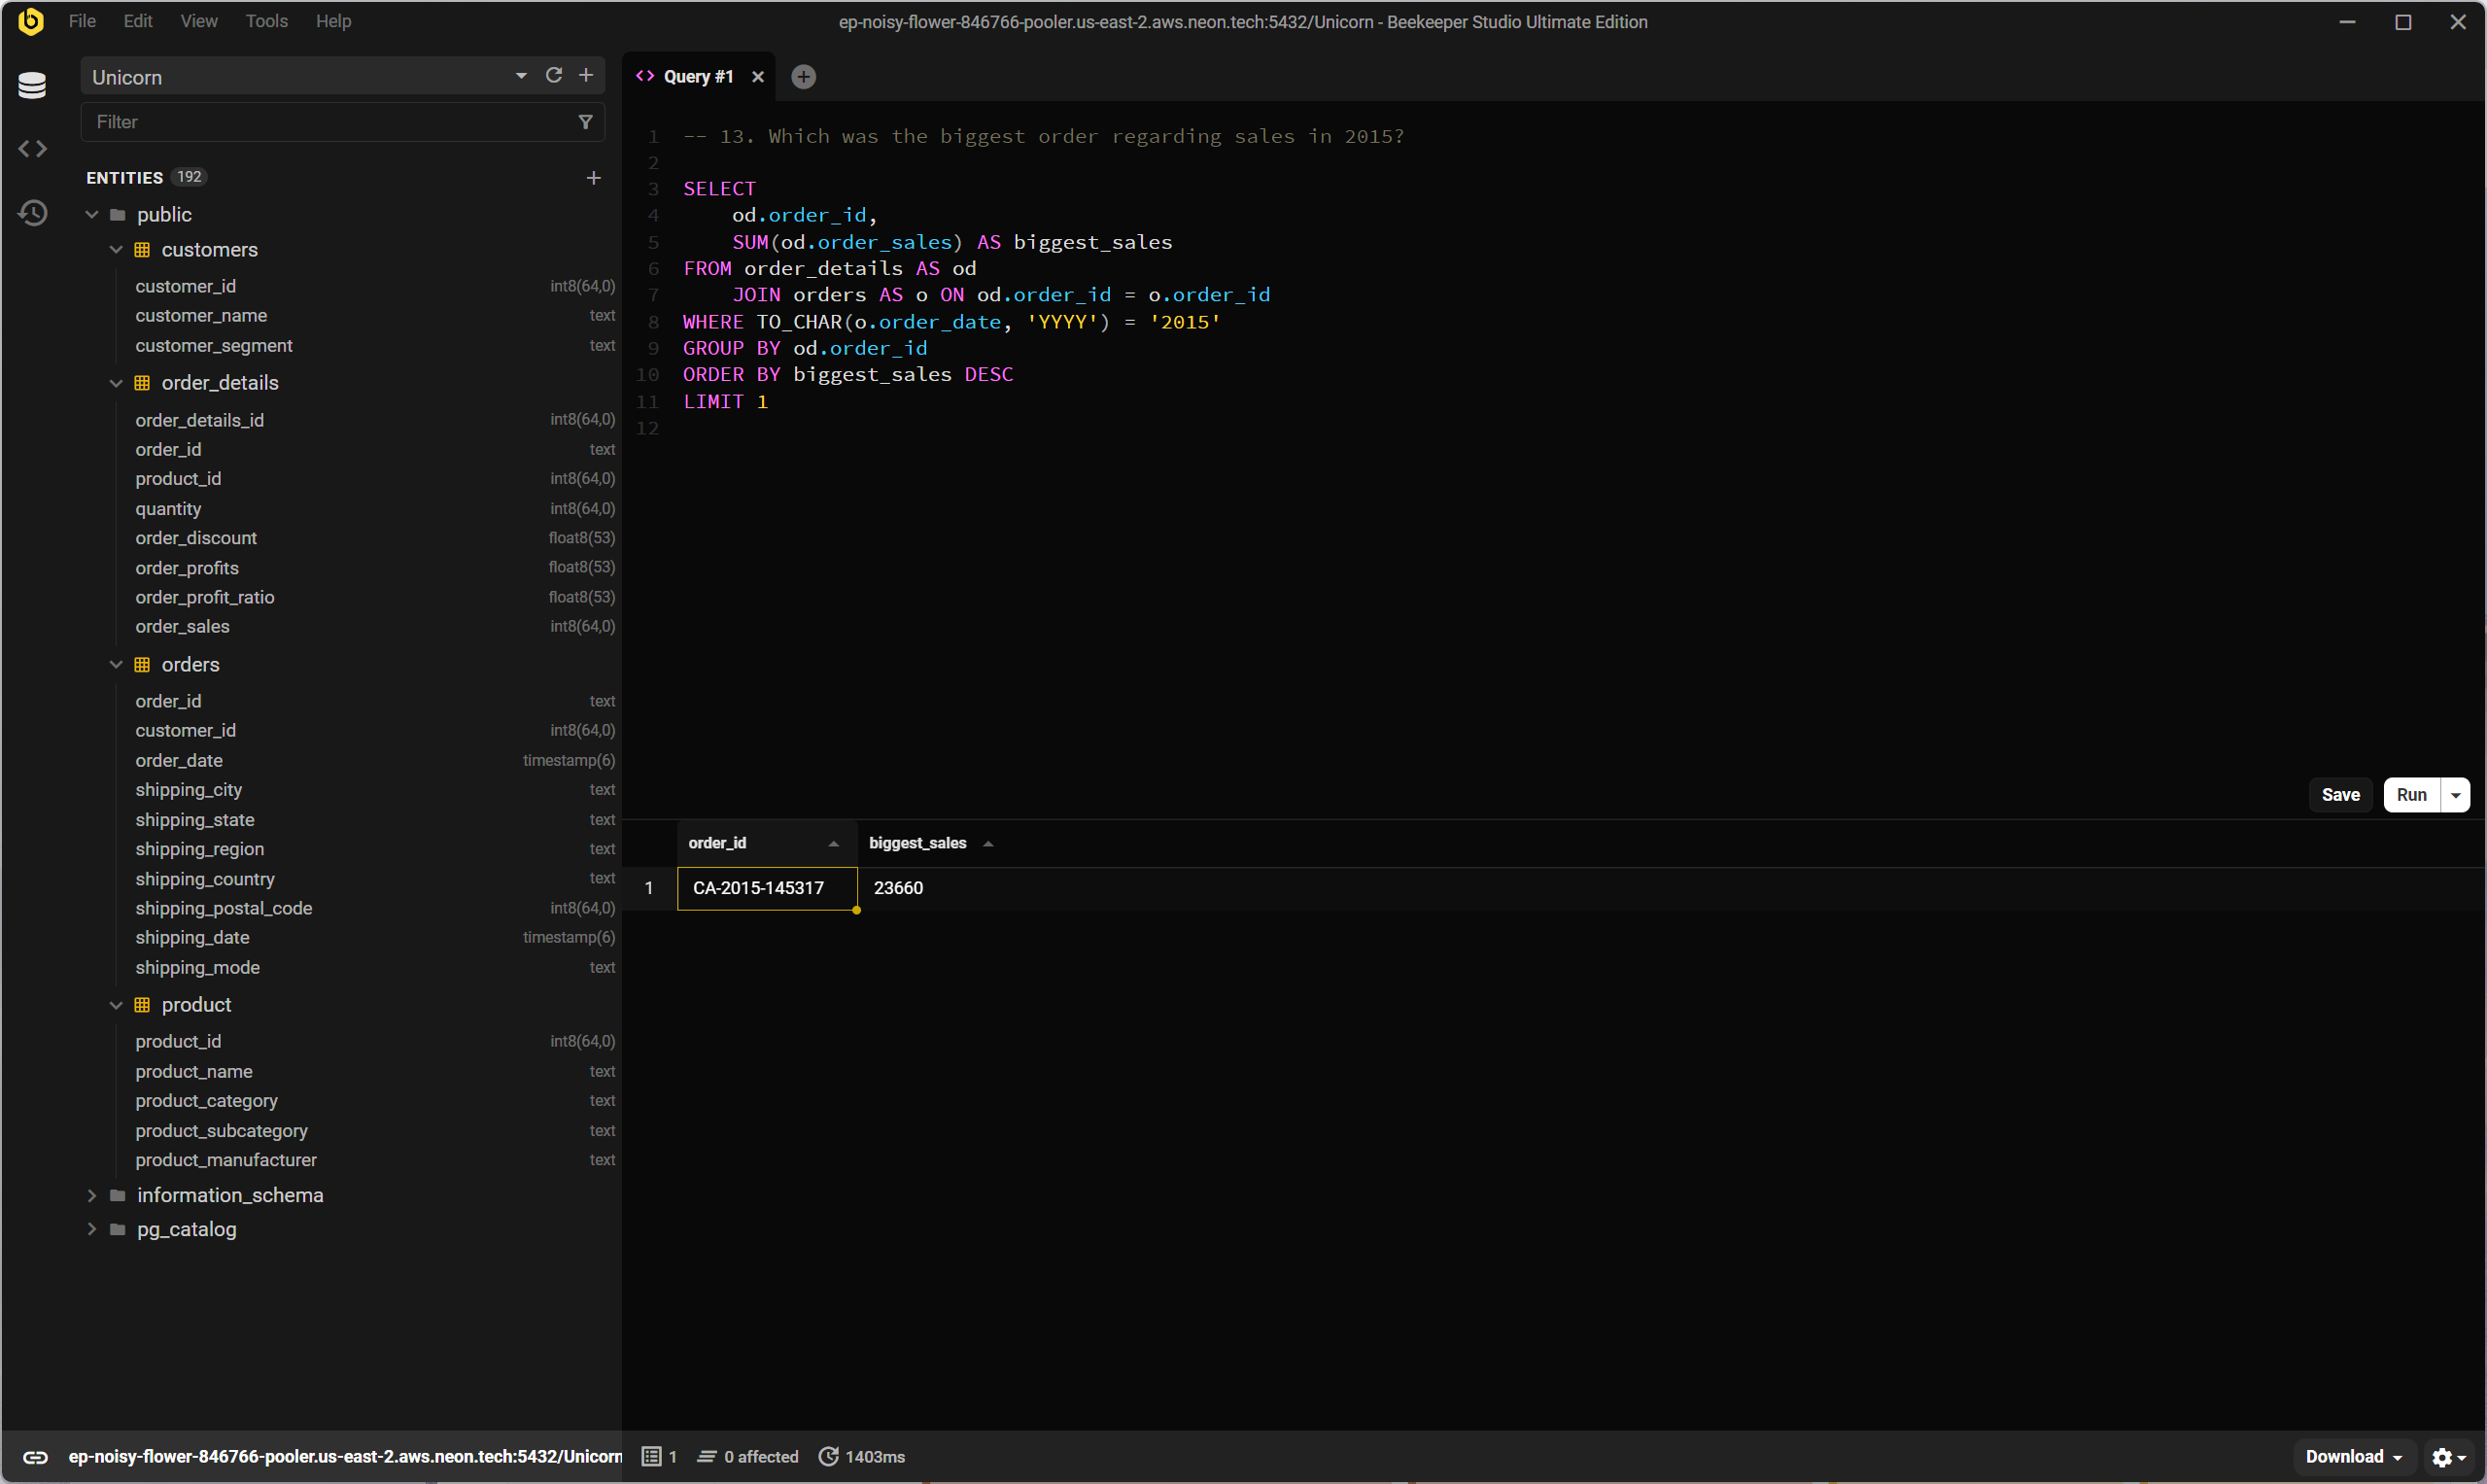 File Edit View Tools Help
ep-noisy-flower-846766-pooler.us-east-2.aws.neon.tech:5432/Unicorn - Beekeeper Studio Ultimate Edition
Unicorn
Filter
ENTITIES 192
public
customers
customer_id int8(64,0)
customer_name text
customer_segment text
order_details
order_details_id int8(64,0)
order_id text
product_id int8(64,0)
quantity int8(64,0)
order_discount float8(53)
order_profits float8(53)
order_profit_ratio float8(53)
order_sales int8(64,0)
orders
order_id text
customer_id int8(64,0)
order_date timestamp(6)
shipping_city text
shipping_state text
shipping_region text
shipping_country text
shipping_postal_code int8(64,0)
shipping_date timestamp(6)
shipping_mode text
product
product_id int8(64,0)
product_name text
product_category text
product_subcategory text
product_manufacturer text
information_schema
pg_catalog
Query #1
1 -- 13. Which was the biggest order regarding sales in 2015?
2
3 SELECT
4 od.order_id,
5 SUM(od.order_sales) AS biggest_sales
6 FROM order_details AS od
7 JOIN orders AS o ON od.order_id = o.order_id
8 WHERE TO_CHAR(o.order_date, 'YYYY') = '2015'
9 GROUP BY od.order_id
10 ORDER BY biggest_sales DESC
11 LIMIT 1
12
Save Run
order_id biggest_sales
1 CA-2015-145317 23660
ep-noisy-flower-846766-pooler.us-east-2.aws.neon.tech:5432/Unicorn
1 0 affected 1403ms
Download